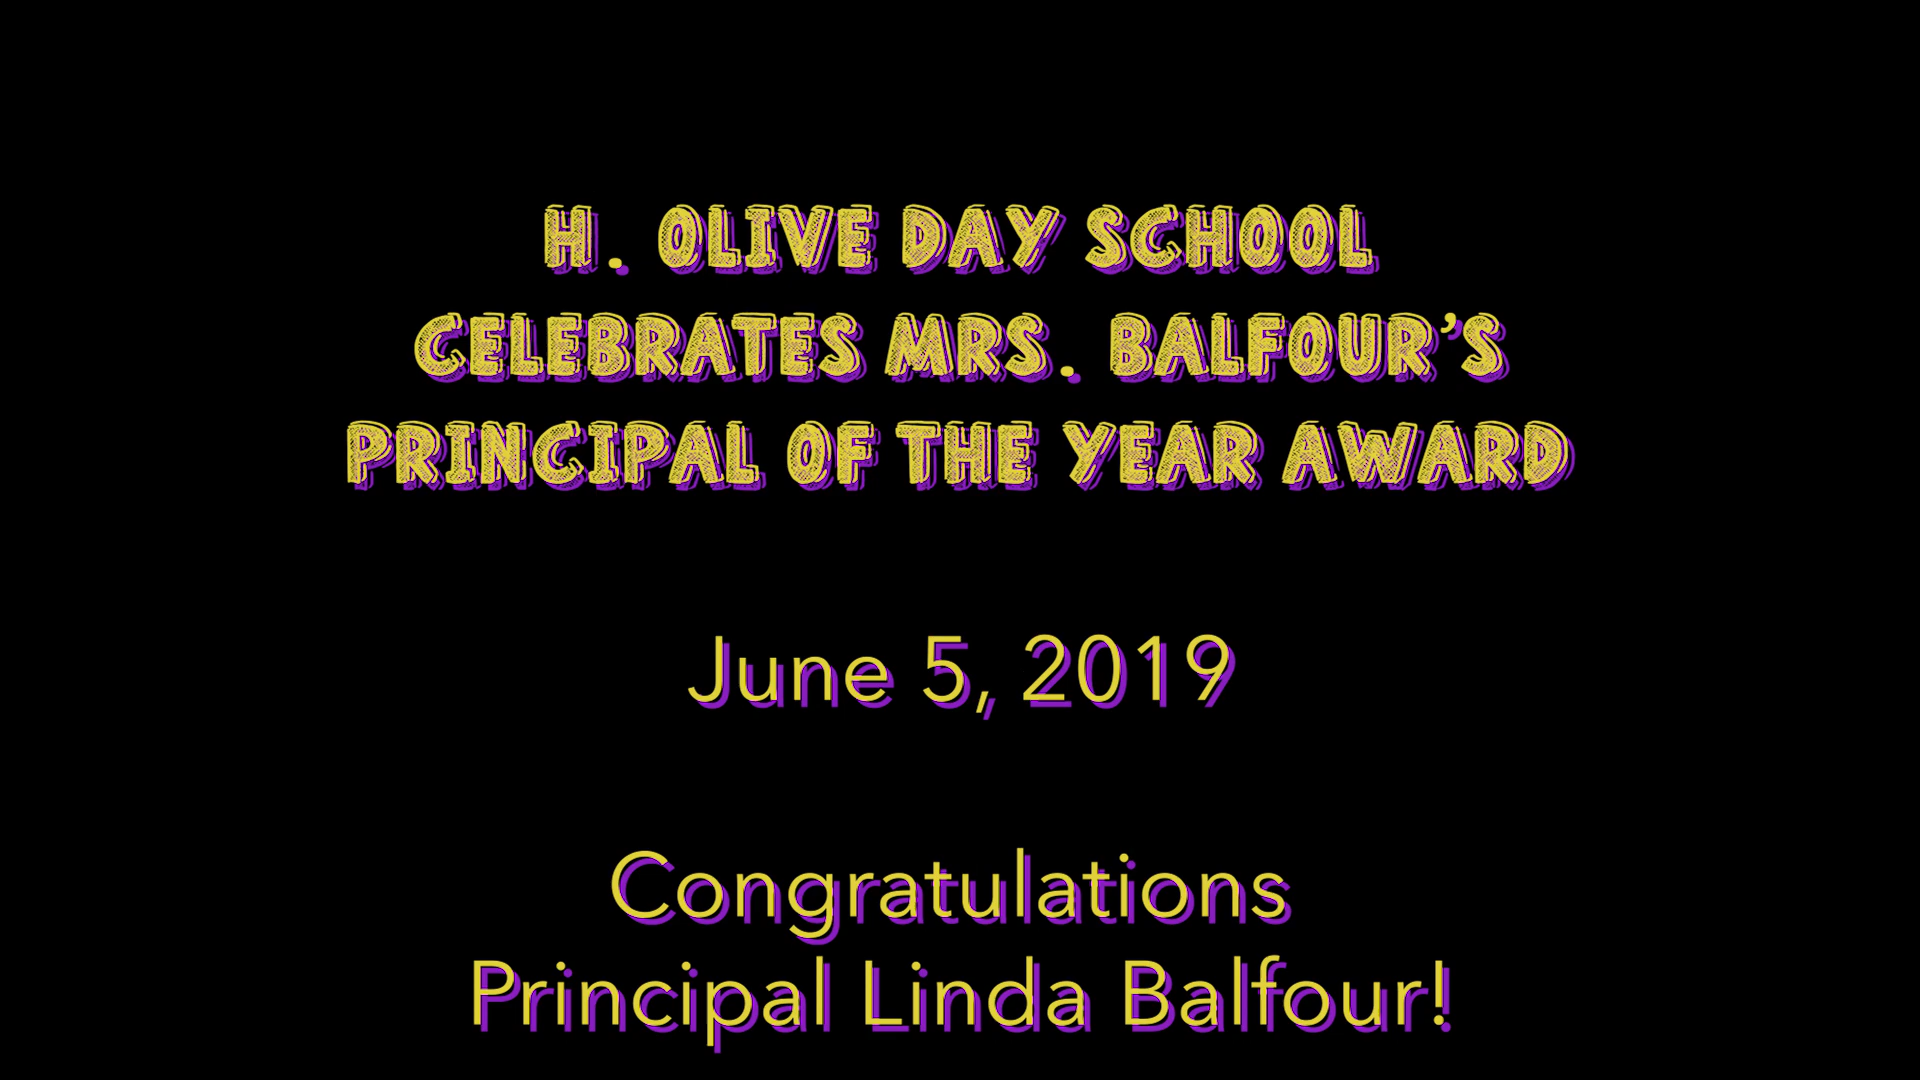 H. OLIVE DAY SCHOOL
CELEBRATES MRS. BALFOUR’S
PRINCIPAL OF THE YEAR AWARD
June 5, 2019
Congratulations
Principal Linda Balfour!